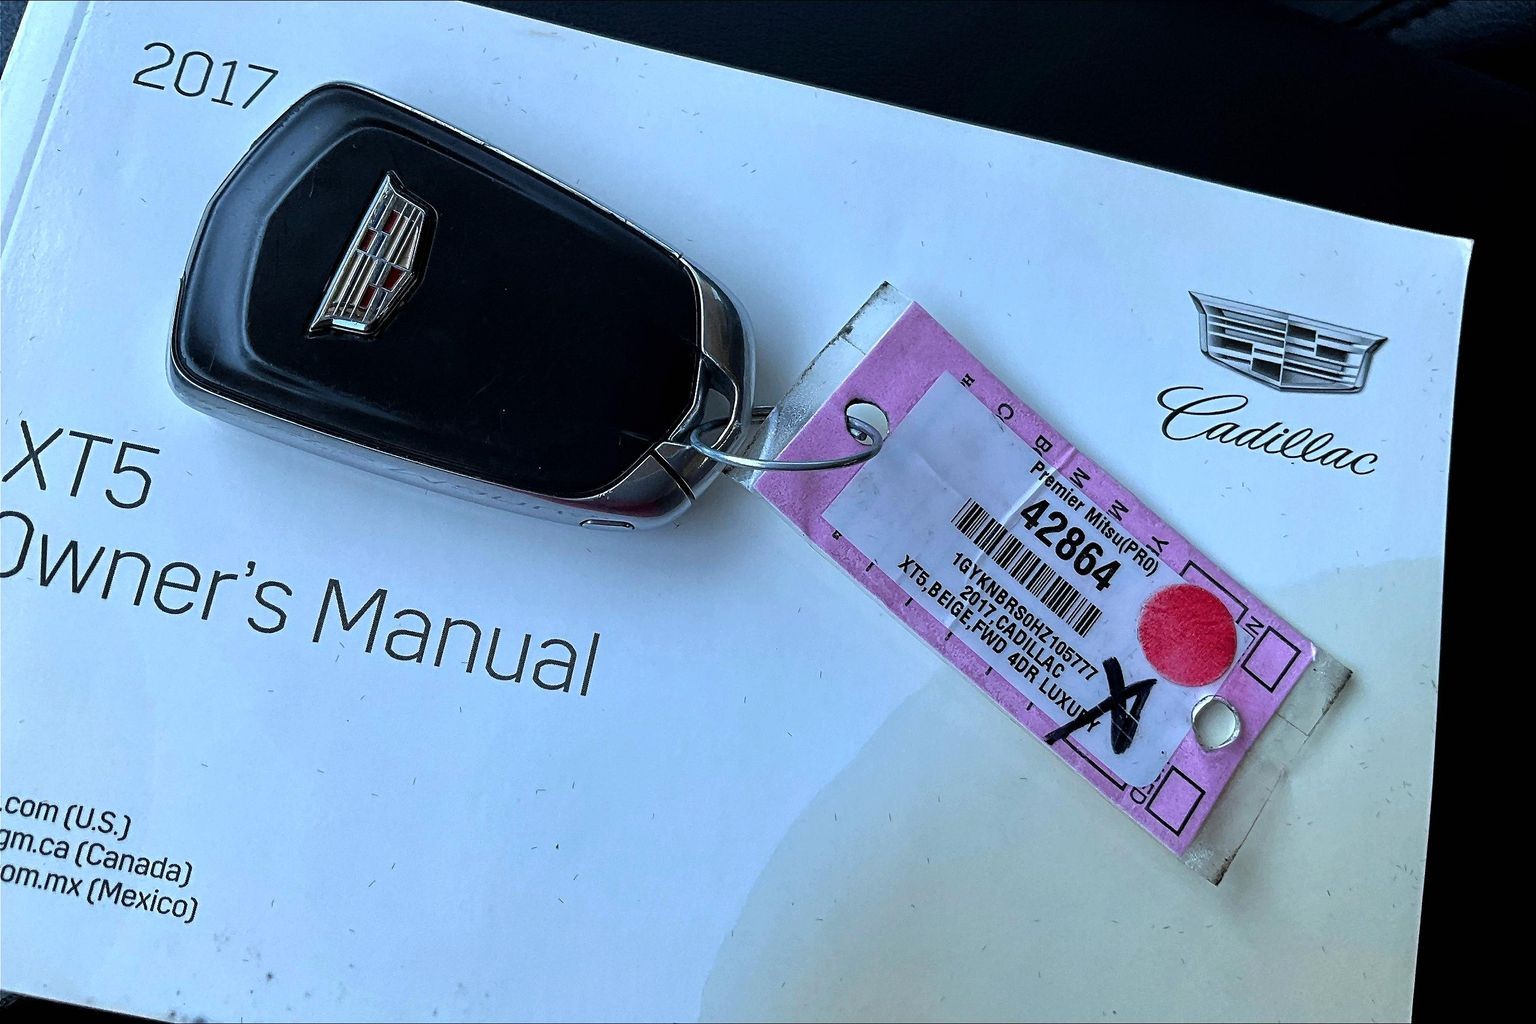 2017
XT5
Owner's Manual
.com (U.S.)
gm.ca (Canada)
om.mx (Mexico)
Cadillac
Premier Mitsu(PRO)
42864
1GYKNBRS0HZ105777
2017,CADILLAC
XT5,BEIGE,FWD 4DR LUXURY
X